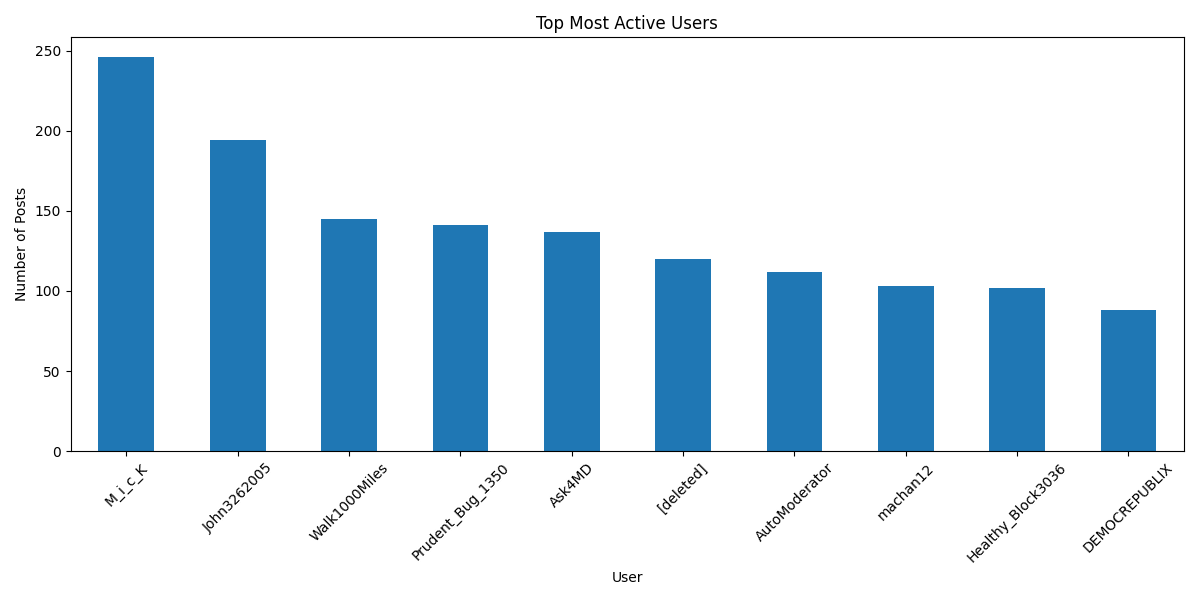 Top Most Active Users
Number of Posts
250
200
150
100
50
0
M_i_c_K
John3262005
Walk1000Miles
Prudent_Bug_1350
Ask4MD
[deleted]
AutoModerator
machan12
Healthy_Block3036
DEMOCREPUBLIX
User